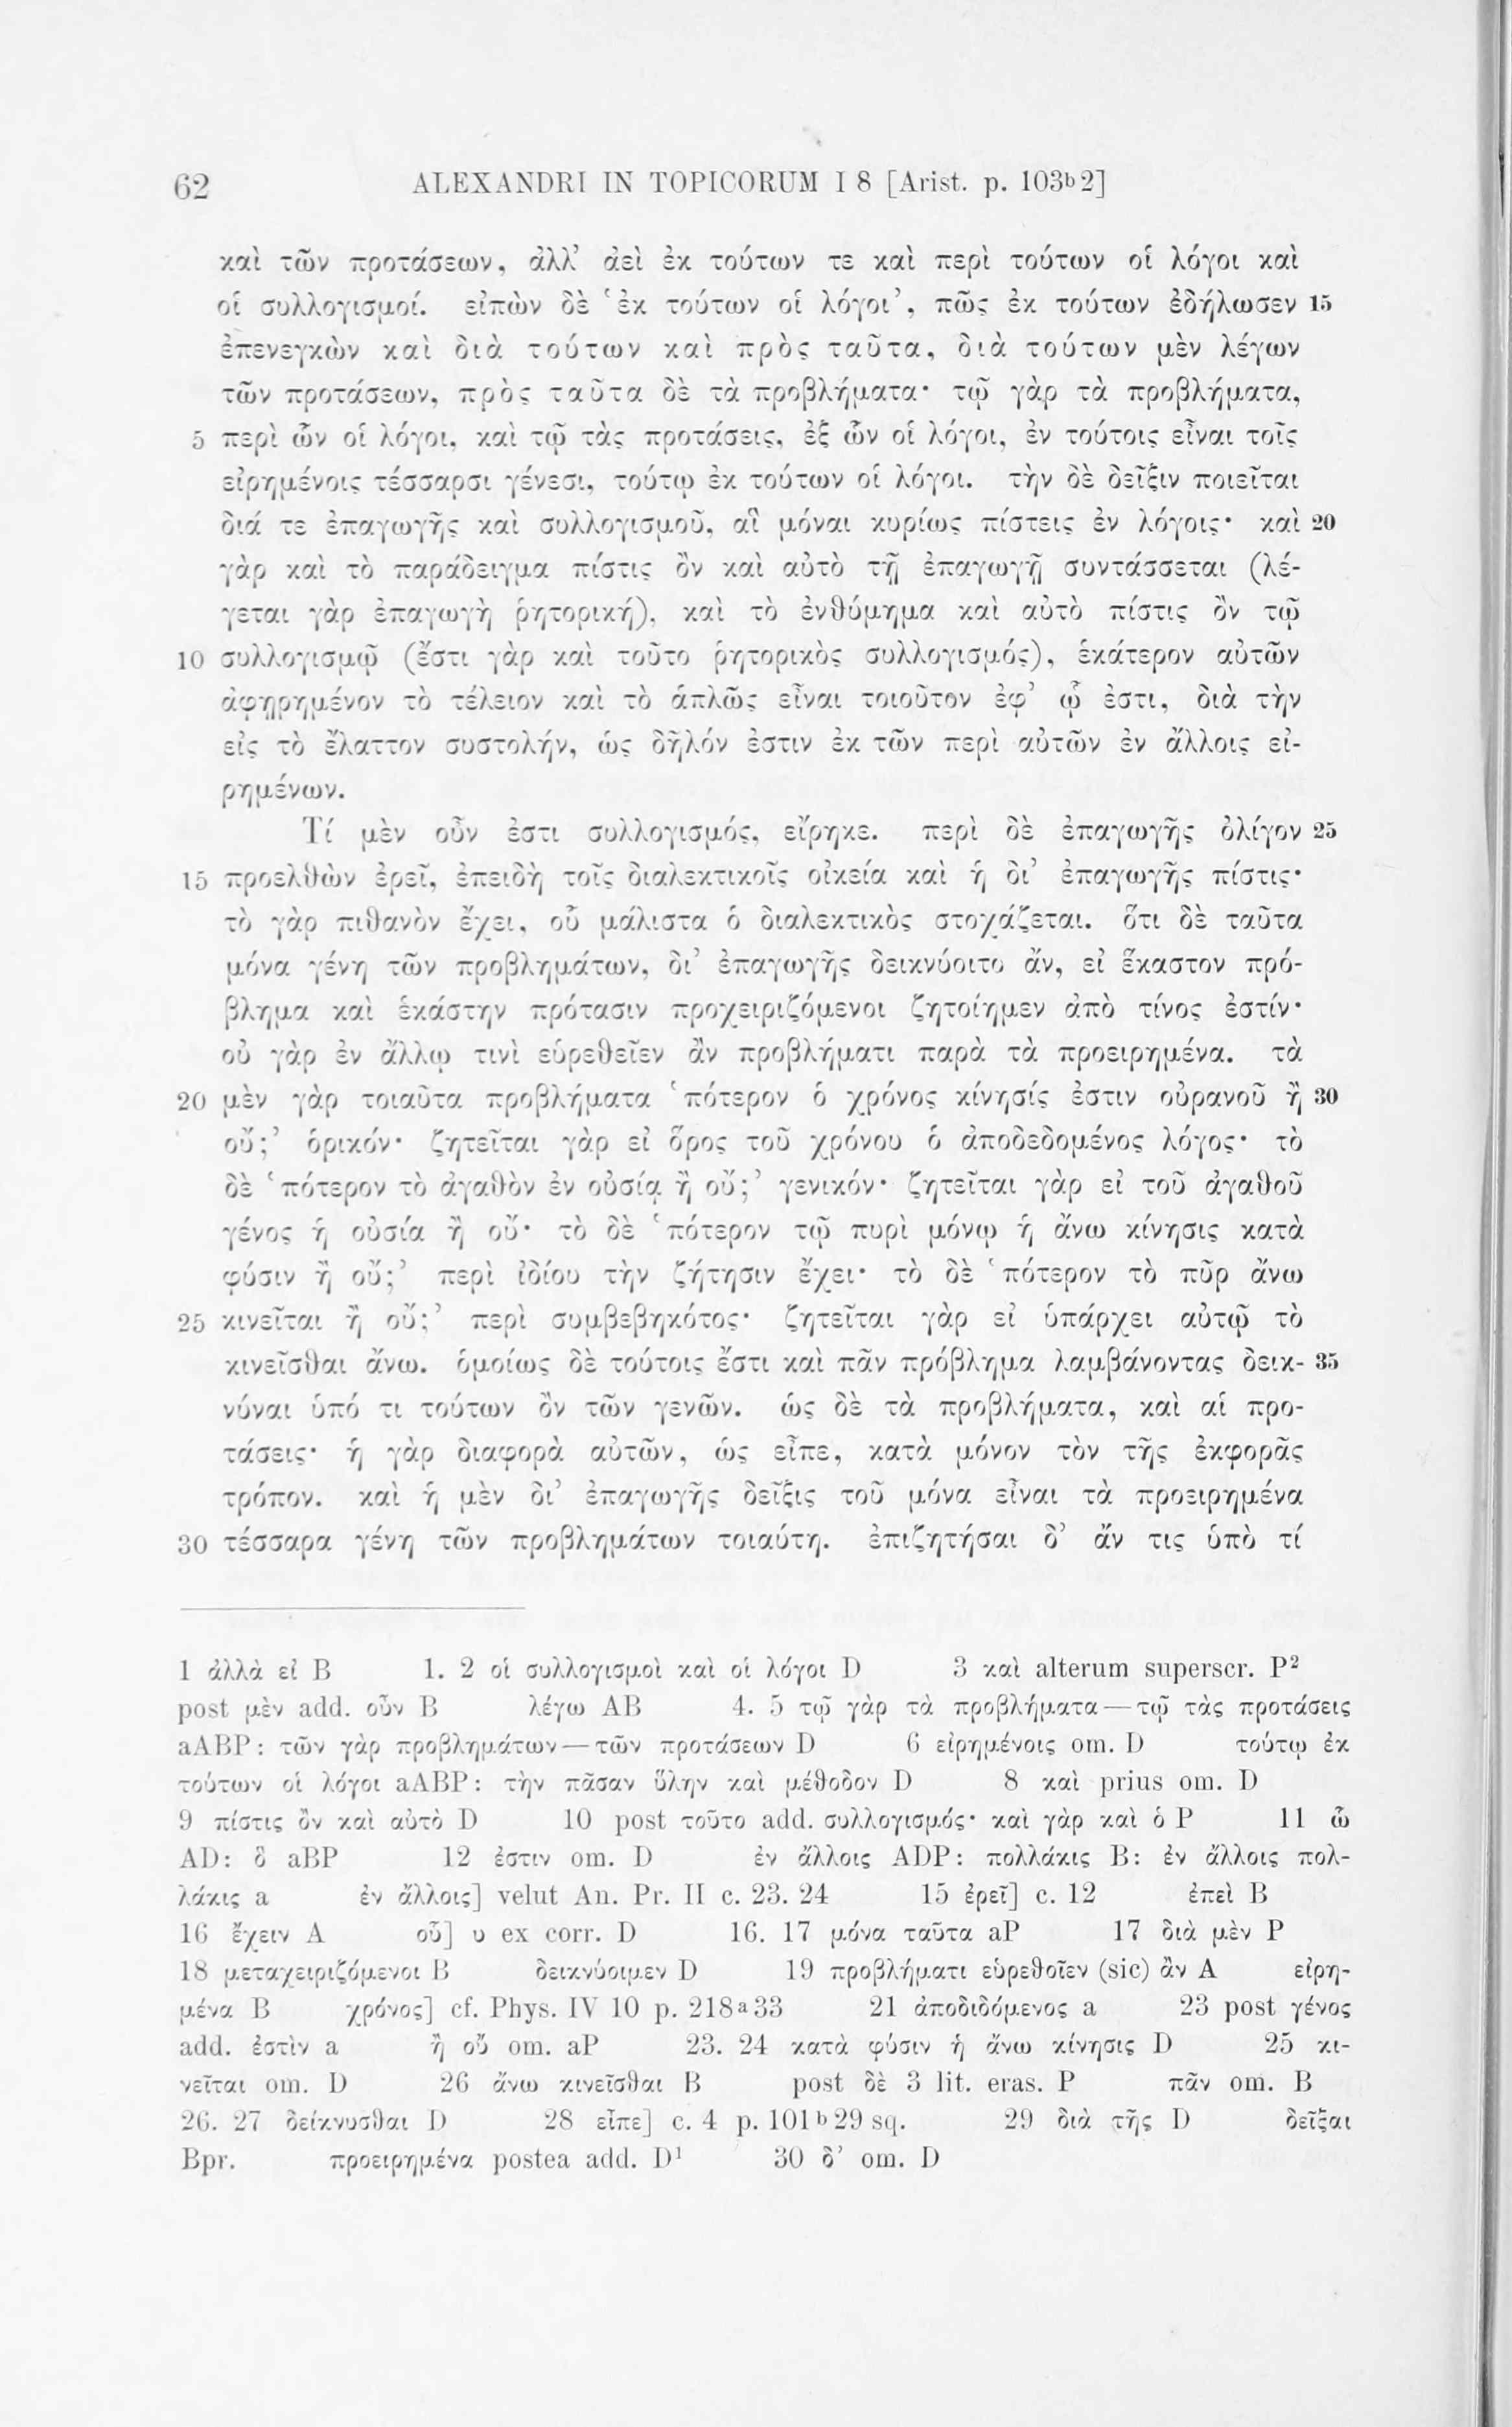 62 ALEXANDRI IN TOPICORUM I 8 [Arist. p. 103b2]
καὶ τῶν προτάσεων, ἀλλ’ ἀεὶ ἐκ τούτων τε καὶ περὶ τούτων οἱ λόγοι καὶ
οἱ συλλογισμοί. εἰπὼν δὲ ‘ἐκ τούτων οἱ λόγοι’, πῶς ἐκ τούτων ἐδήλωσεν 15
ἐπενεγκὼν καὶ διὰ τούτων καὶ πρὸς ταῦτα, διὰ τούτων μὲν λέγων
τῶν προτάσεων, πρὸς ταῦτα δὲ τὰ προβλήματα· τῷ γὰρ τὰ προβλήματα,
5 περὶ ὧν οἱ λόγοι, καὶ τῷ τὰς προτάσεις, ἐξ ὧν οἱ λόγοι, ἐν τούτοις εἶναι τοῖς
εἰρημένοις τέσσαρσι γένεσι, τούτῳ ἐκ τούτων οἱ λόγοι. τὴν δὲ δεῖξιν ποιεῖται
διά τε ἐπαγωγῆς καὶ συλλογισμοῦ, αἳ μόναι κυρίως πίστεις ἐν λόγοις· καὶ 20
γὰρ καὶ τὸ παράδειγμα πίστις ὂν καὶ αὐτὸ τῇ ἐπαγωγῇ συντάσσεται (λέ-
γεται γὰρ ἐπαγωγὴ ῥητορική), καὶ τὸ ἐνθύμημα καὶ αὐτὸ πίστις ὂν τῷ
10 συλλογισμῷ (ἔστι γὰρ καὶ τοῦτο ῥητορικὸς συλλογισμός), ἑκάτερον αὐτῶν
ἀφῃρημένον τὸ τέλειον καὶ τὸ ἁπλῶς εἶναι τοιοῦτον ἐφ’ ᾧ ἐστι, διὰ τὴν
εἰς τὸ ἔλαττον συστολήν, ὡς δῆλόν ἐστιν ἐκ τῶν περὶ αὐτῶν ἐν ἄλλοις εἰ-
ρημένων.
Τί μὲν οὖν ἐστι συλλογισμός, εἴρηκε. περὶ δὲ ἐπαγωγῆς ὀλίγον 25
15 προελθὼν ἐρεῖ, ἐπειδὴ τοῖς διαλεκτικοῖς οἰκεία καὶ ἡ δι’ ἐπαγωγῆς πίστις·
τὸ γὰρ πιθανὸν ἔχει, οὗ μάλιστα ὁ διαλεκτικὸς στοχάζεται. ὅτι δὲ ταῦτα
μόνα γένη τῶν προβλημάτων, δι’ ἐπαγωγῆς δεικνύοιτο ἄν, εἰ ἕκαστον πρό-
βλημα καὶ ἑκάστην πρότασιν προχειριζόμενοι ζητοίημεν ἀπὸ τίνος ἐστίν·
οὐ γὰρ ἐν ἄλλῳ τινὶ εὑρεθεῖεν ἂν προβλήματι παρὰ τὰ προειρημένα. τὰ
20 μὲν γὰρ τοιαῦτα προβλήματα ‘πότερον ὁ χρόνος κίνησίς ἐστιν οὐρανοῦ ἢ 30
οὔ;’ ὁρικόν· ζητεῖται γὰρ εἰ ὅρος τοῦ χρόνου ὁ ἀποδεδομένος λόγος· τὸ
δὲ ‘πότερον τὸ ἀγαθὸν ἐν οὐσίᾳ ἢ οὔ;’ γενικόν· ζητεῖται γὰρ εἰ τοῦ ἀγαθοῦ
γένος ἡ οὐσία ἢ οὔ· τὸ δὲ ‘πότερον τῷ πυρὶ μόνῳ ἡ ἄνω κίνησις κατὰ
φύσιν ἢ οὔ;’ περὶ ἰδίου τὴν ζήτησιν ἔχει· τὸ δὲ ‘πότερον τὸ πῦρ ἄνω
25 κινεῖται ἢ οὔ;’ περὶ συμβεβηκότος· ζητεῖται γὰρ εἰ ὑπάρχει αὐτῷ τὸ
κινεῖσθαι ἄνω. ὁμοίως δὲ τούτοις ἔστι καὶ πᾶν πρόβλημα λαμβάνοντας δεικ- 35
νύναι ὑπό τι τούτων ὂν τῶν γενῶν. ὡς δὲ τὰ προβλήματα, καὶ αἱ προ-
τάσεις· ἡ γὰρ διαφορὰ αὐτῶν, ὡς εἶπε, κατὰ μόνον τὸν τῆς ἐκφορᾶς
τρόπον. καὶ ἡ μὲν δι’ ἐπαγωγῆς δεῖξις τοῦ μόνα εἶναι τὰ προειρημένα
30 τέσσαρα γένη τῶν προβλημάτων τοιαύτη. ἐπιζητήσαι δ’ ἄν τις ὑπὸ τί
1 ἀλλὰ εἰ B 1. 2 οἱ συλλογισμοὶ καὶ οἱ λόγοι D 3 καὶ alterum superscr. P²
post μὲν add. οὖν B λέγω AB 4. 5 τῷ γὰρ τὰ προβλήματα — τῷ τὰς προτάσεις
aABP: τῶν γὰρ προβλημάτων — τῶν προτάσεων D 6 εἰρημένοις om. D τούτῳ ἐκ
τούτων οἱ λόγοι aABP: τὴν πᾶσαν ὕλην καὶ μέθοδον D 8 καὶ prius om. D
9 πίστις ὂν καὶ αὐτὸ D 10 post τοῦτο add. συλλογισμός· καὶ γὰρ καὶ ὁ P 11 ὦ
AD: ὃ aBP 12 ἐστιν om. D ἐν ἄλλοις ADP: πολλάκις B: ἐν ἄλλοις πολ-
λάκις a ἐν ἄλλοις] velut An. Pr. II c. 23. 24 15 ἐρεῖ] c. 12 ἐπεὶ B
16 ἔχειν A οὗ] υ ex corr. D 16. 17 μόνα ταῦτα aP 17 διὰ μὲν P
18 μεταχειριζόμενοι B δεικνύοιμεν D 19 προβλήματι εὑρεθοῖεν (sic) ἂν A εἰρη-
μένα B χρόνος] cf. Phys. IV 10 p. 218a33 21 ἀποδιδόμενος a 23 post γένος
add. ἐστὶν a ἢ οὔ om. aP 23. 24 κατὰ φύσιν ἡ ἄνω κίνησις D 25 κι-
νεῖται om. D 26 ἄνω κινεῖσθαι B post δὲ 3 lit. eras. P πᾶν om. B
26. 27 δείκνυσθαι D 28 εἶπε] c. 4 p. 101b29 sq. 29 διὰ τῆς D δεῖξαι
Bpr. προειρημένα postea add. D¹ 30 δ’ om. D